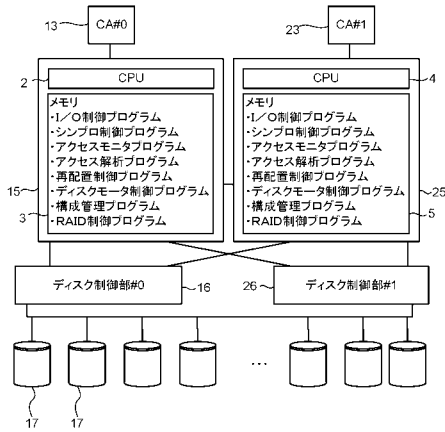 13
CA#0
23
CA#1
2
CPU
CPU
4
メモリ
・I/O制御プログラム
・シンプロ制御プログラム
・アクセスモニタプログラム
・アクセス解析プログラム
・再配置制御プログラム
・ディスクモータ制御プログラム
・構成管理プログラム
・RAID制御プログラム
メモリ
・I/O制御プログラム
・シンプロ制御プログラム
・アクセスモニタプログラム
・アクセス解析プログラム
・再配置制御プログラム
・ディスクモータ制御プログラム
・構成管理プログラム
・RAID制御プログラム
15
3
25
5
ディスク制御部#0
16
26
ディスク制御部#1
…
17
17